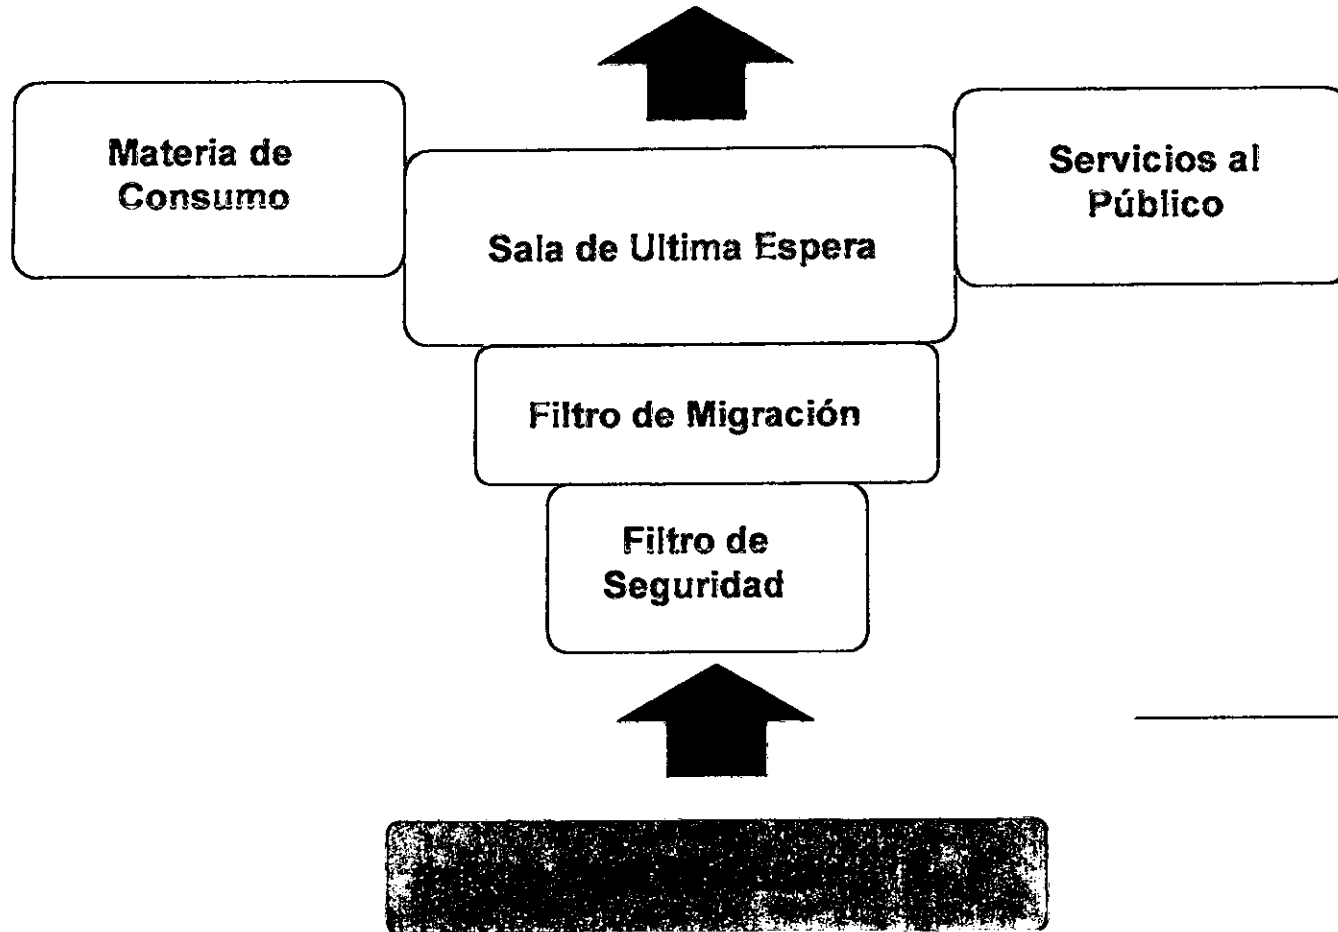 Materia de
Consumo
Servicios al
Público
Sala de Ultima Espera
Filtro de Migración
Filtro de
Seguridad